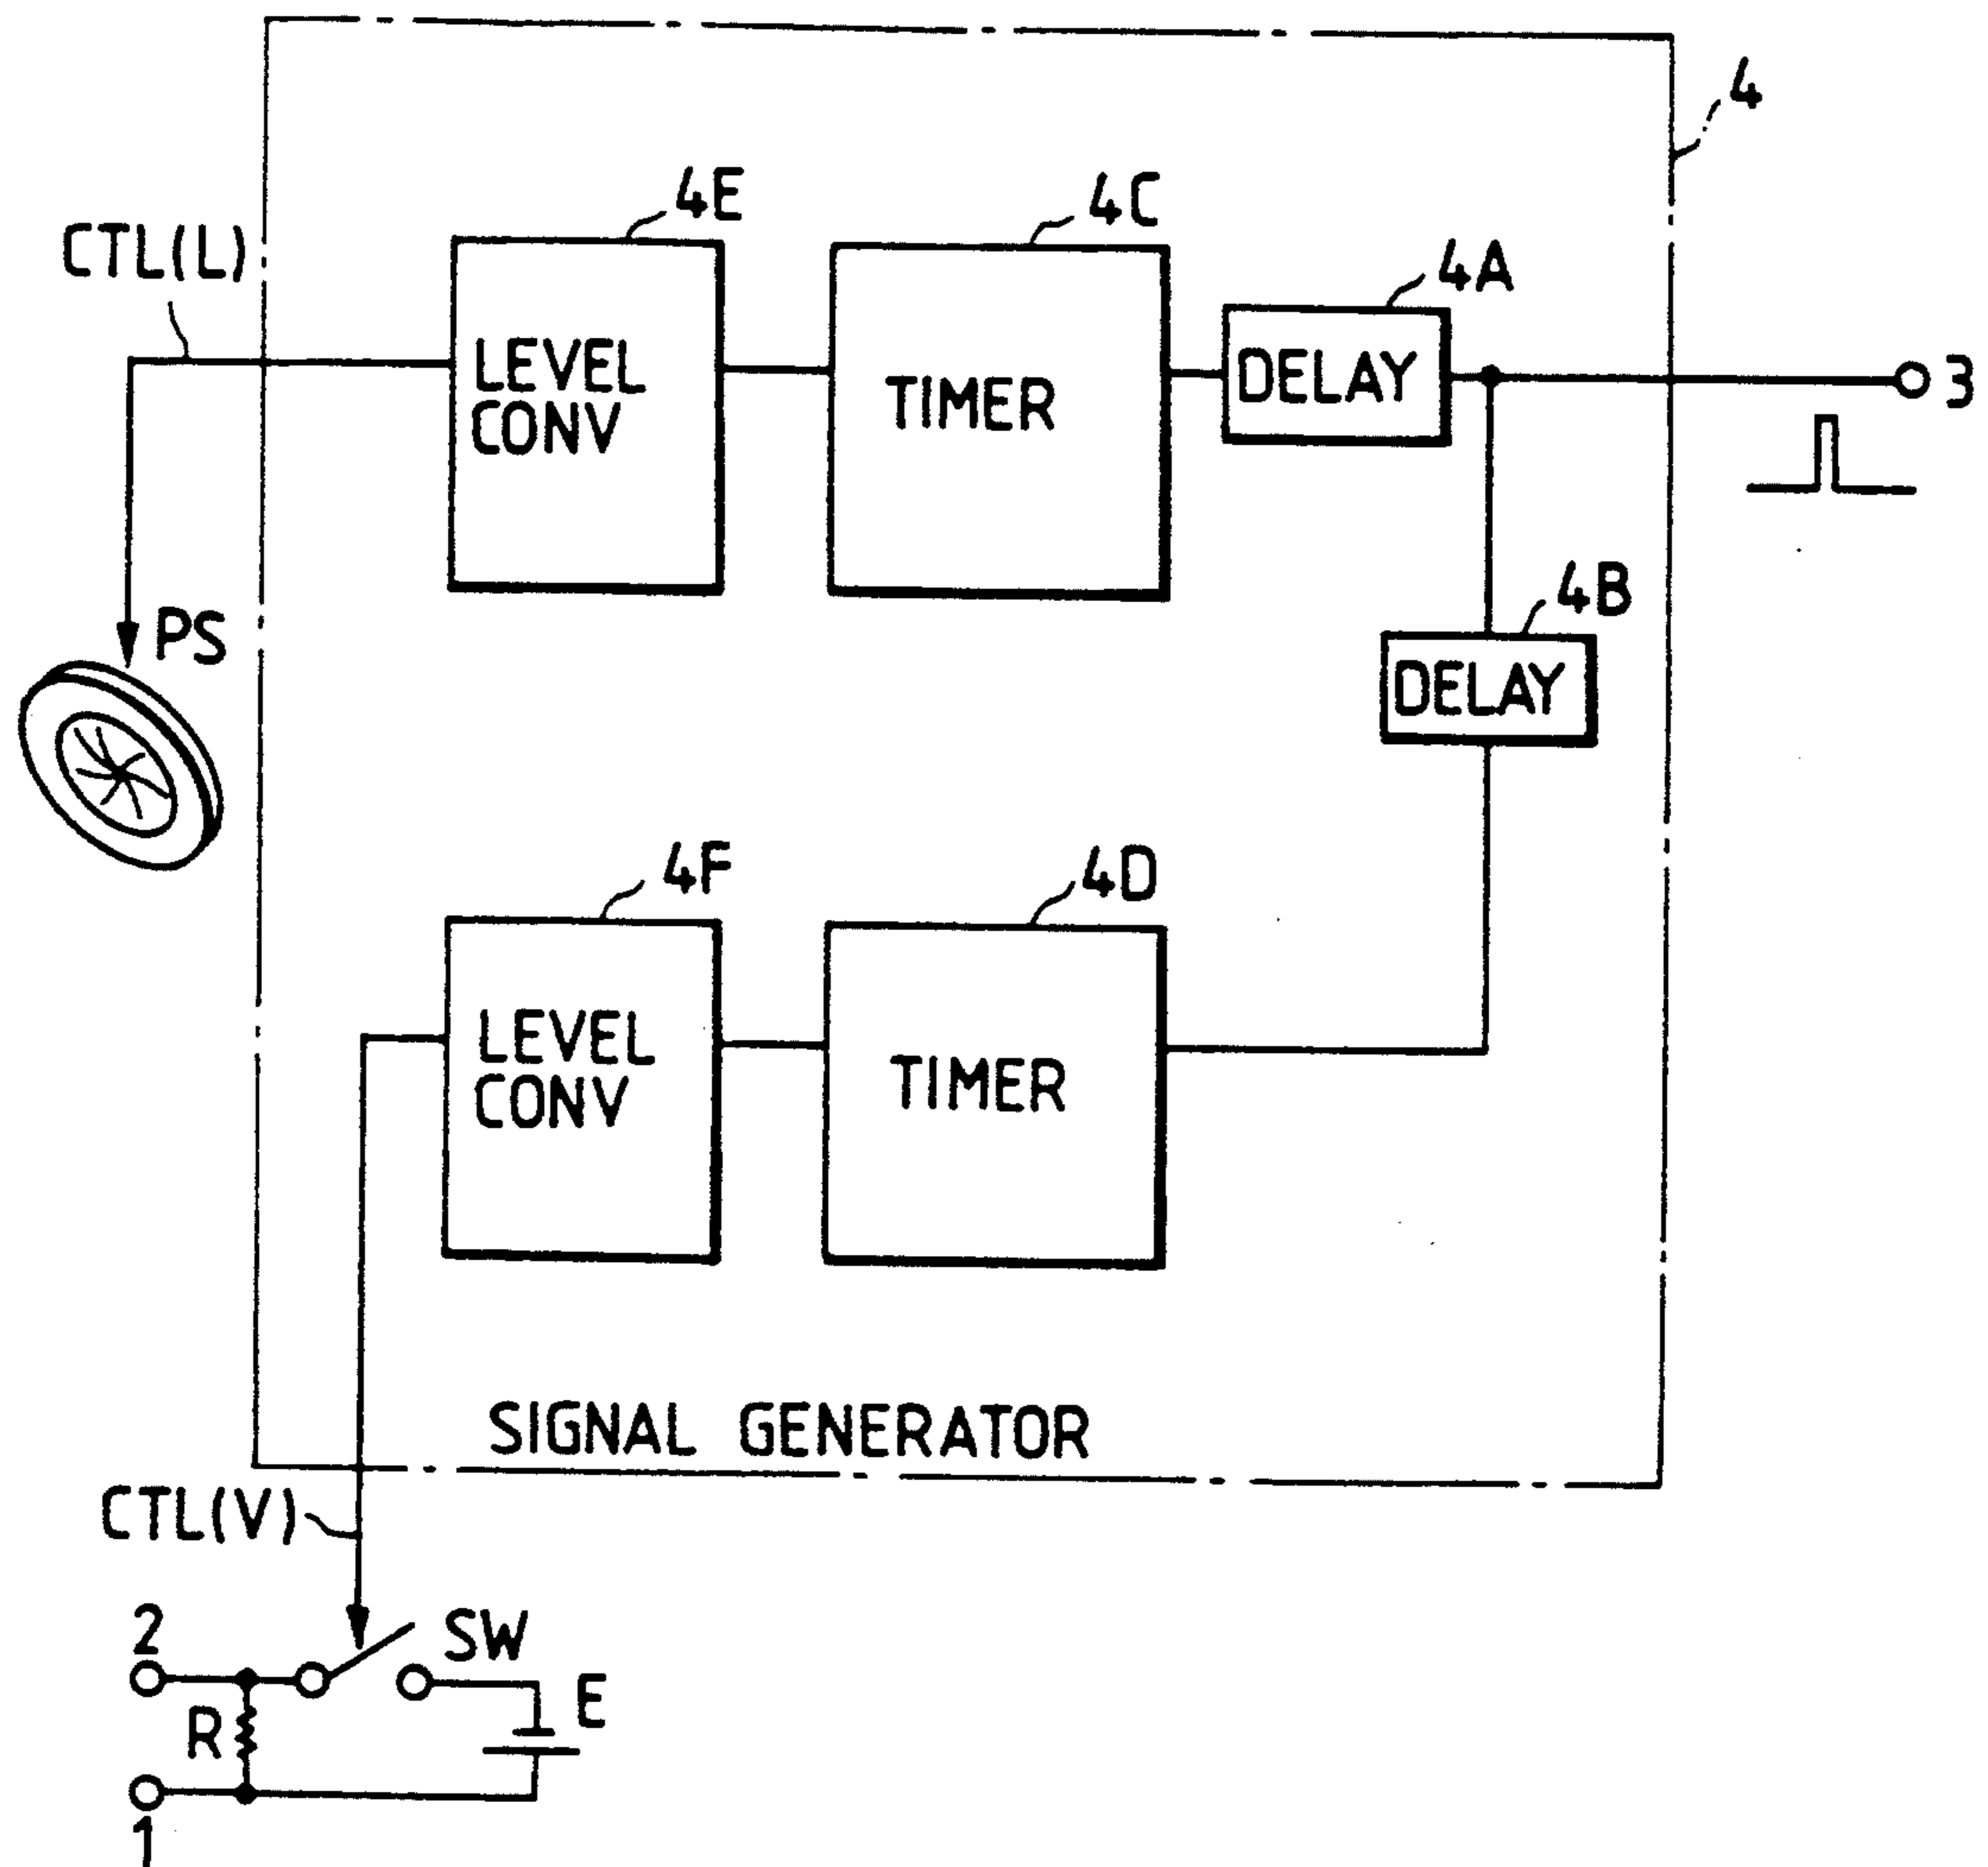 4
4E
4C
CTL(L)
4A
LEVEL
CONV
TIMER
DELAY
3
4B
PS
DELAY
4F
4D
LEVEL
CONV
TIMER
SIGNAL GENERATOR
CTL(V)
2
SW
E
R
1